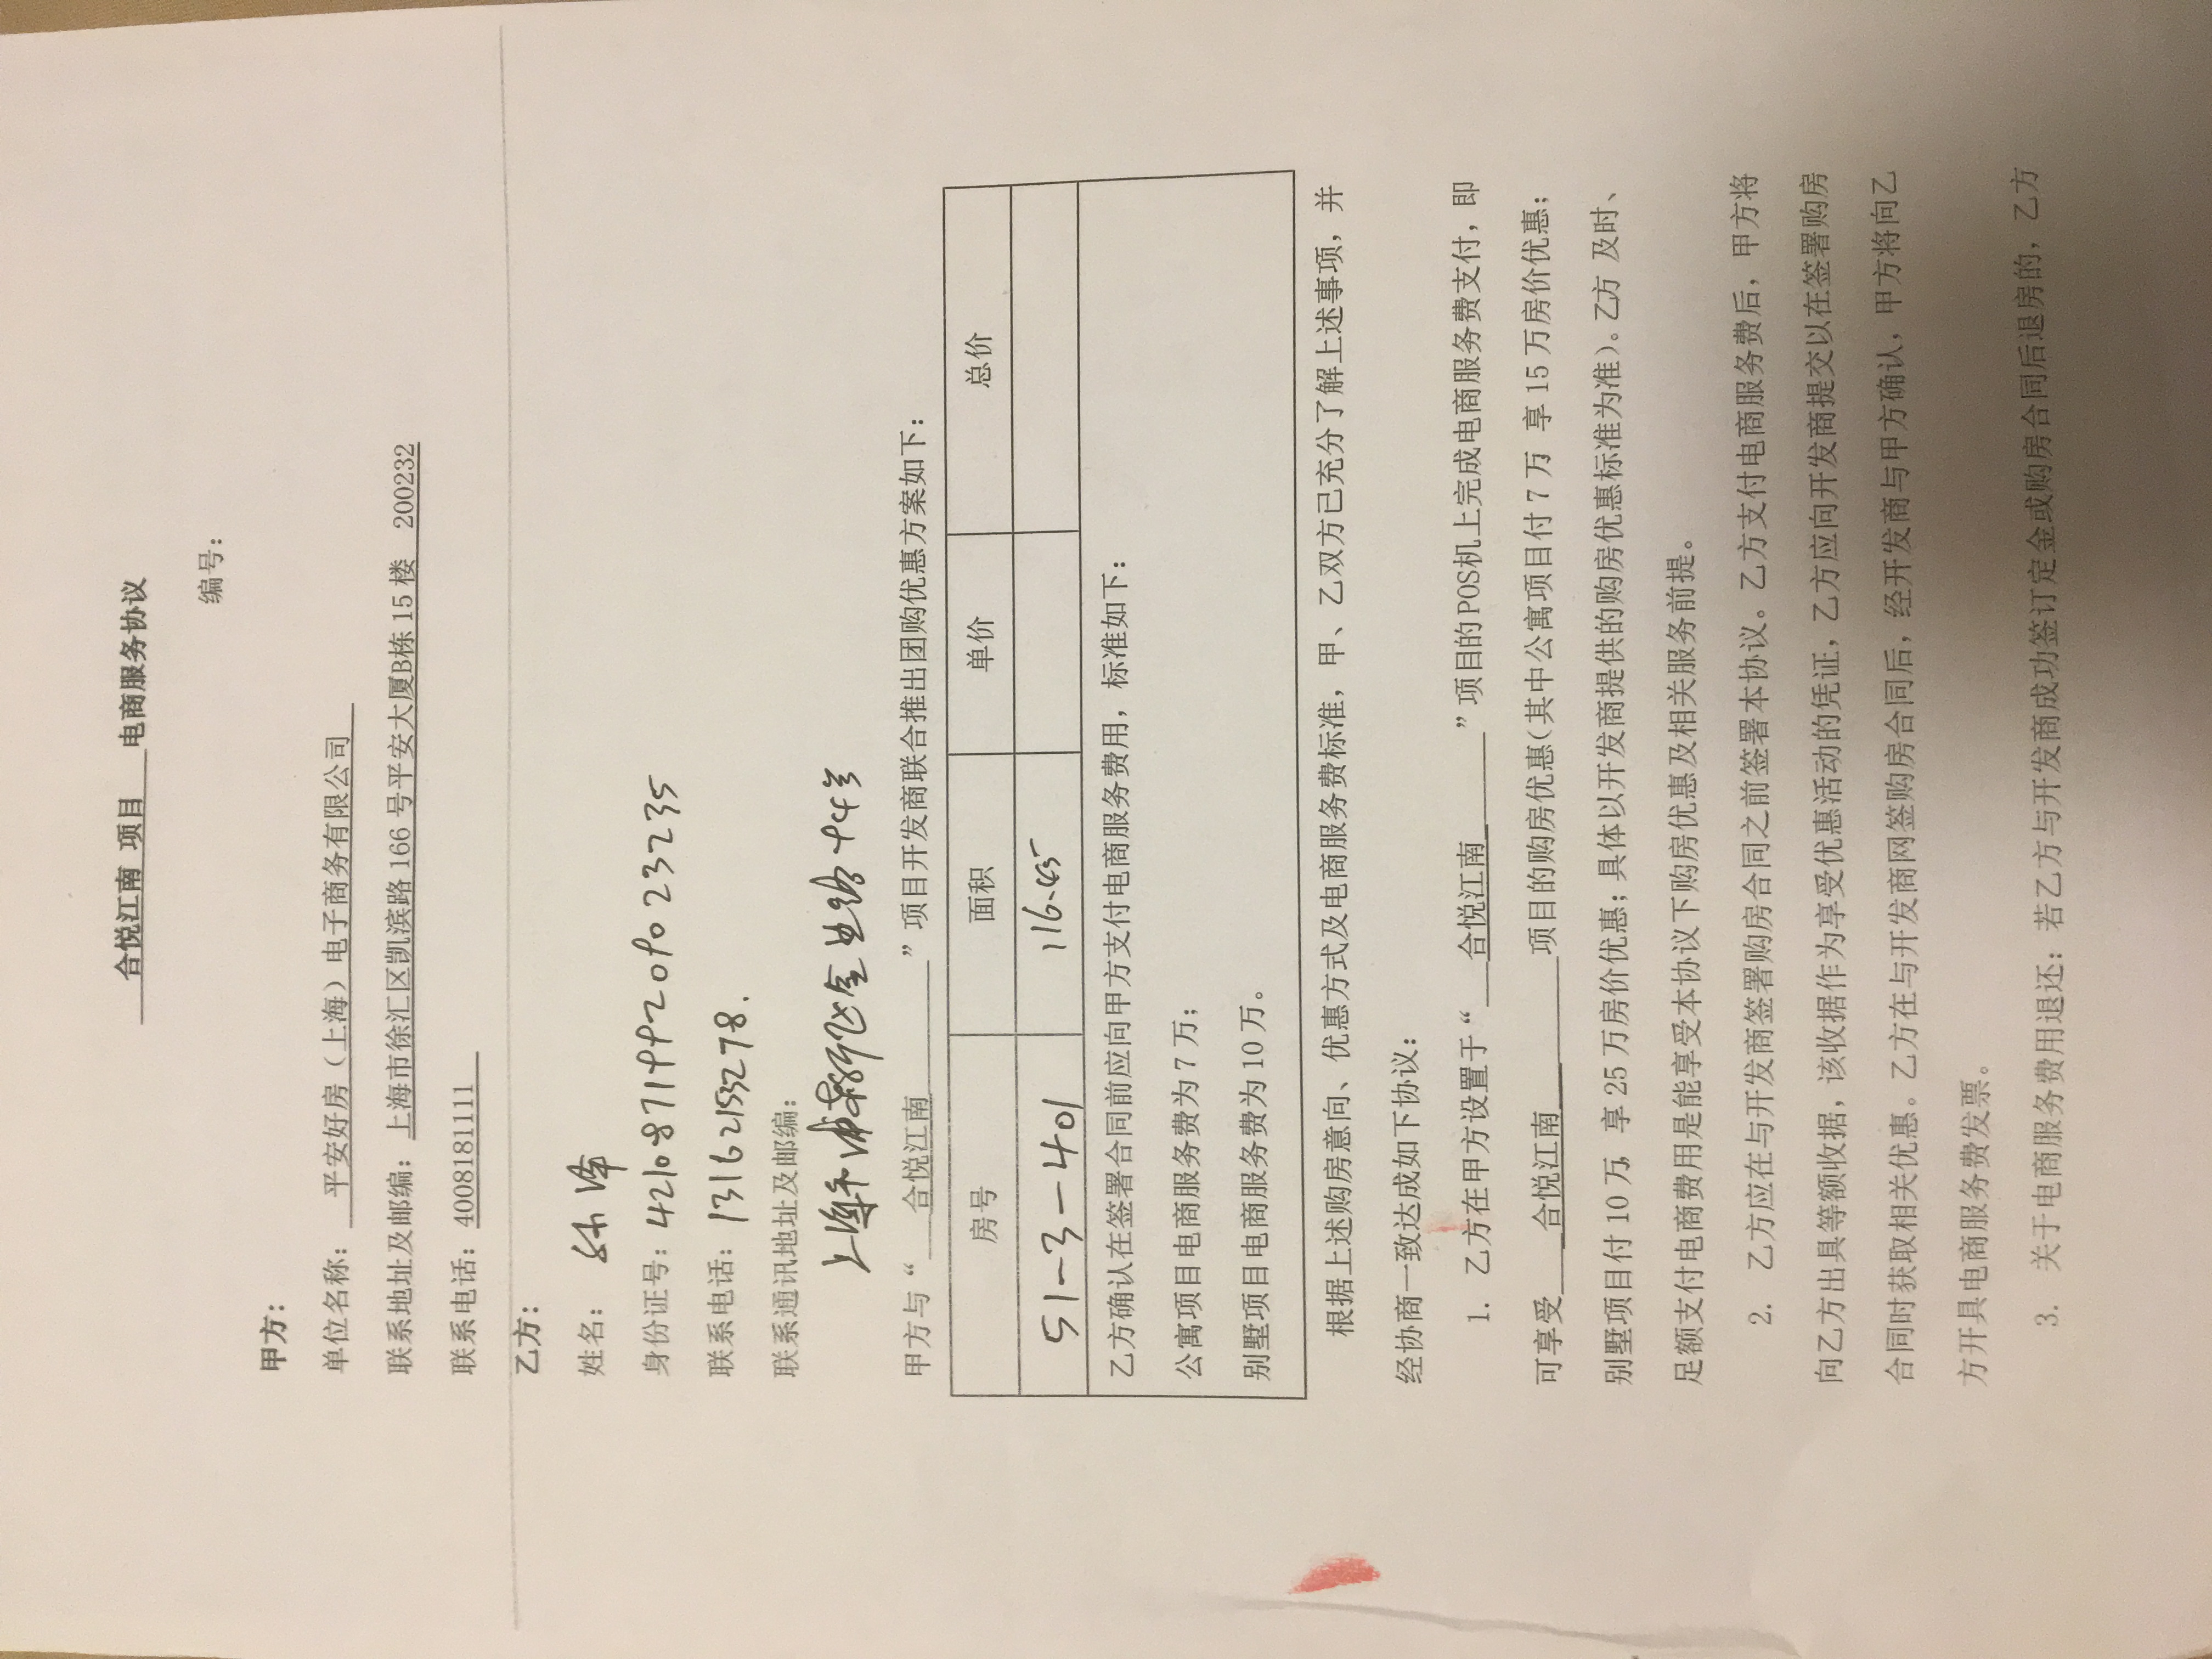 合悦江南 项目 电商服务协议
编号：
甲方：
单位名称： 平安好房（上海）电子商务有限公司
联系地址及邮编：上海市徐汇区凯滨路 166 号平安大厦B栋 15 楼 200232
联系电话：4008181111
乙方：
姓名： 孙泽
身份证号：421087199209023235
联系电话：13162153278.
联系通讯地址及邮编：
上海市浦东新区金业路94号
甲方与“ 合悦江南 ”项目开发商联合推出团购优惠方案如下：
房号 面积 单价 总价
51-3-401 116.45
乙方确认在签署合同前应向甲方支付电商服务费用，标准如下：
公寓项目电商服务费为 7 万；
别墅项目电商服务费为 10 万。
根据上述购房意向、优惠方式及电商服务费标准，甲、乙双方已充分了解上述事项，并
经协商一致达成如下协议：
1. 乙方在甲方设置于“ 合悦江南 ”项目的 POS机上完成电商服务费支付，即
可享受 合悦江南 项目的购房优惠（其中公寓项目付 7 万 享 15 万房价优惠；
别墅项目付 10 万，享 25 万房价优惠；具体以开发商提供的购房优惠标准为准）。乙方 及时、
足额支付电商费用是能享受本协议下购房优惠及相关服务前提。
2. 乙方应在与开发商签署购房合同之前签署本协议。乙方支付电商服务费后，甲方将
向乙方出具等额收据，该收据作为享受优惠活动的凭证，乙方应向开发商提交以在签署购房
合同时获取相关优惠。乙方在与开发商网签购房合同后，经开发商与甲方确认，甲方将向乙
方开具电商服务费发票。
3. 关于电商服务费用退还：若乙方与开发商成功签订定金或购房合同后退房的，乙方